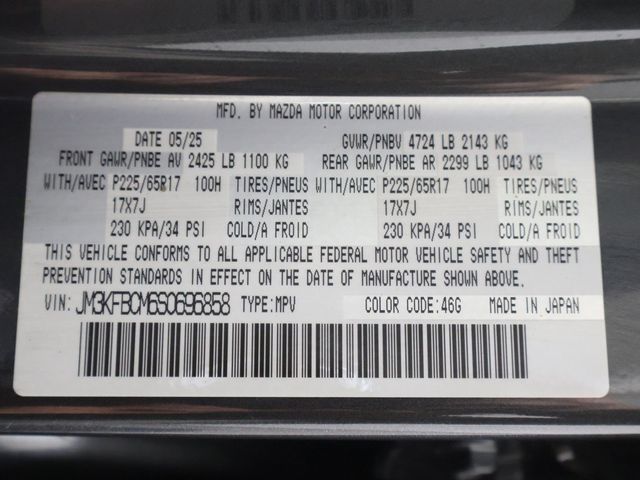 MFD. BY MAZDA MOTOR CORPORATION
DATE 05/25 GVWR/PNBV 4724 LB 2143 KG
FRONT GAWR/PNBE AV 2425 LB 1100 KG REAR GAWR/PNBE AR 2299 LB 1043 KG
WITH/AVEC P225/65R17 100H TIRES/PNEUS WITH/AVEC P225/65R17 100H TIRES/PNEUS
17X7J RIMS/JANTES 17X7J RIMS/JANTES
230 KPA/34 PSI COLD/A FROID 230 KPA/34 PSI COLD/A FROID
THIS VEHICLE CONFORMS TO ALL APPLICABLE FEDERAL MOTOR VEHICLE SAFETY AND THEFT
PREVENTION STANDARDS IN EFFECT ON THE DATE OF MANUFACTURE SHOWN ABOVE.
VIN: JM3KFBCM6S0696858 TYPE:MPV COLOR CODE:46G MADE IN JAPAN